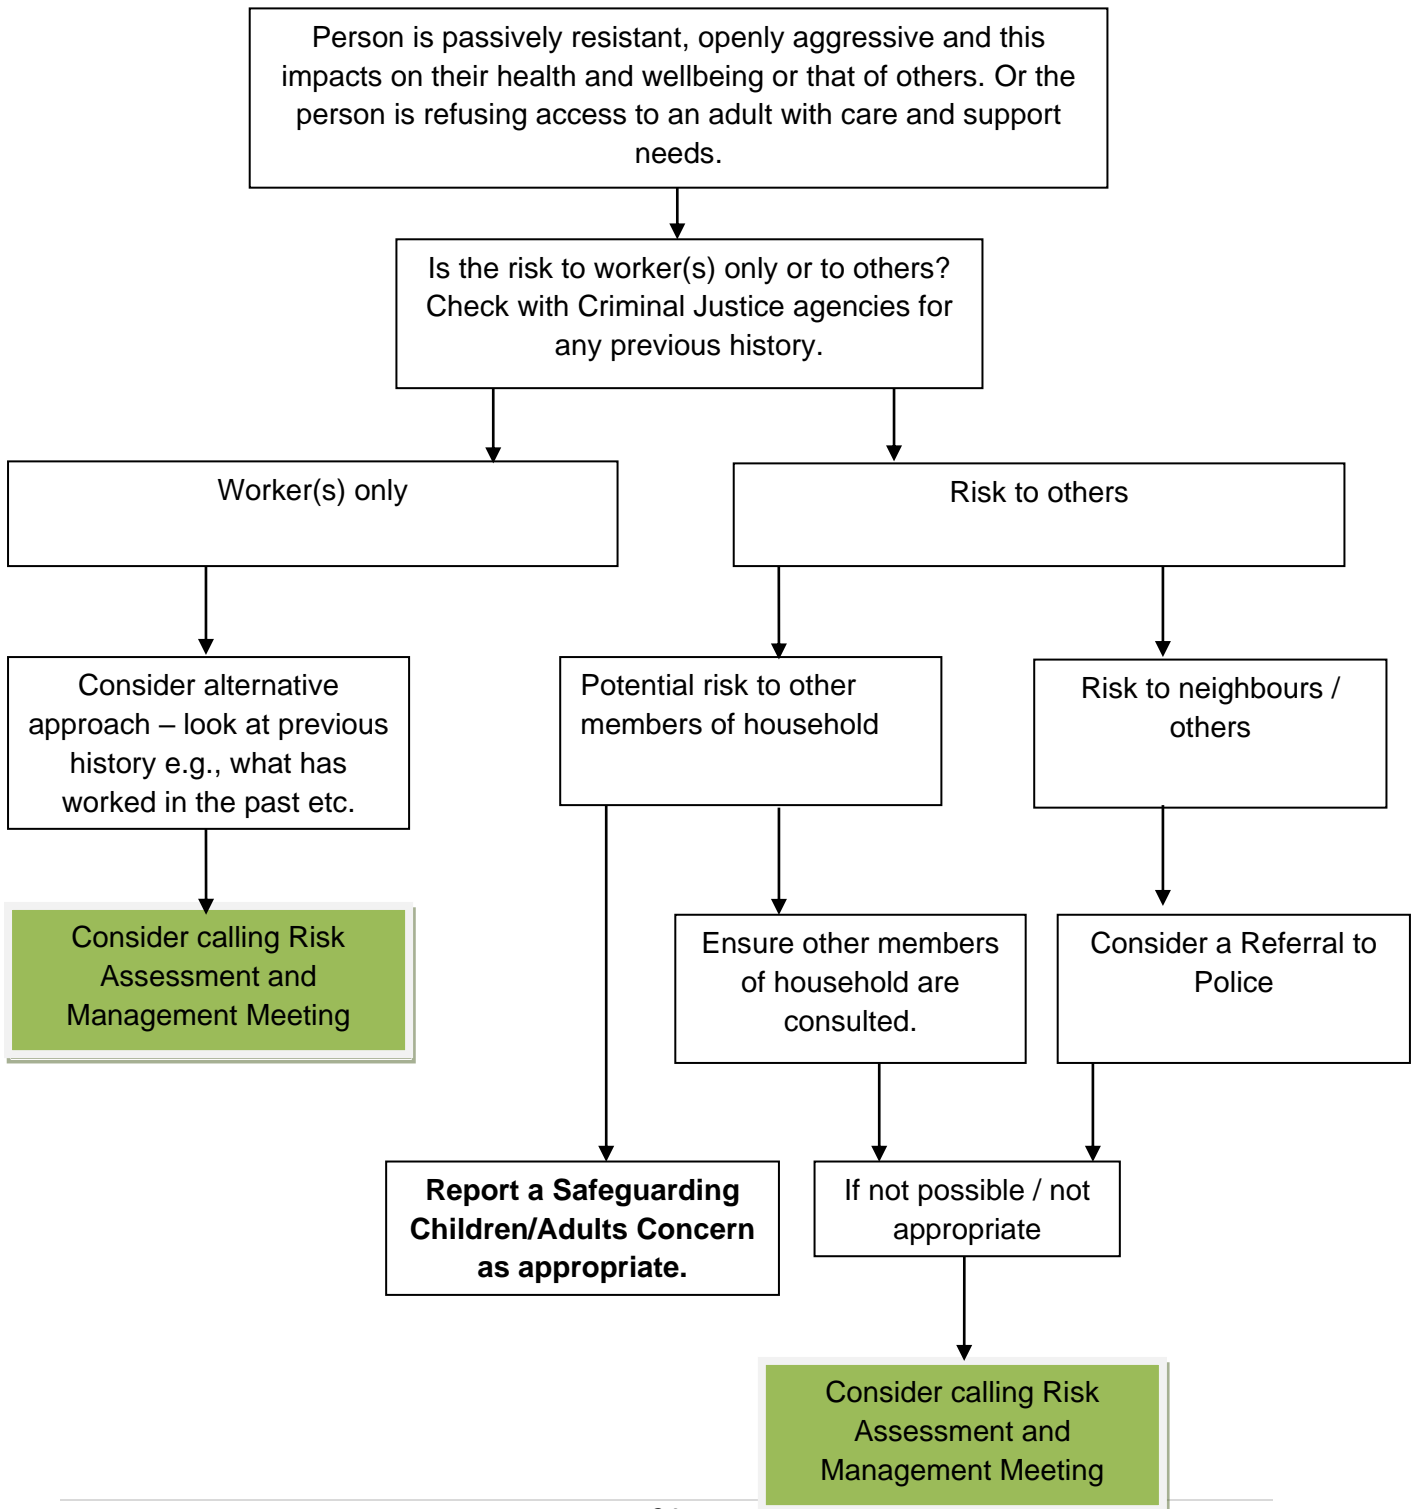 Person is passively resistant, openly aggressive and this
impacts on their health and wellbeing or that of others. Or the
person is refusing access to an adult with care and support
needs.
Is the risk to worker(s) only or to others?
Check with Criminal Justice agencies for
any previous history.
Worker(s) only
Risk to others
Consider alternative
approach – look at previous
history e.g., what has
worked in the past etc.
Potential risk to other
members of household
Risk to neighbours /
others
Consider calling Risk
Assessment and
Management Meeting
Ensure other members
of household are
consulted.
Consider a Referral to
Police
Report a Safeguarding
Children/Adults Concern
as appropriate.
If not possible / not
appropriate
Consider calling Risk
Assessment and
Management Meeting